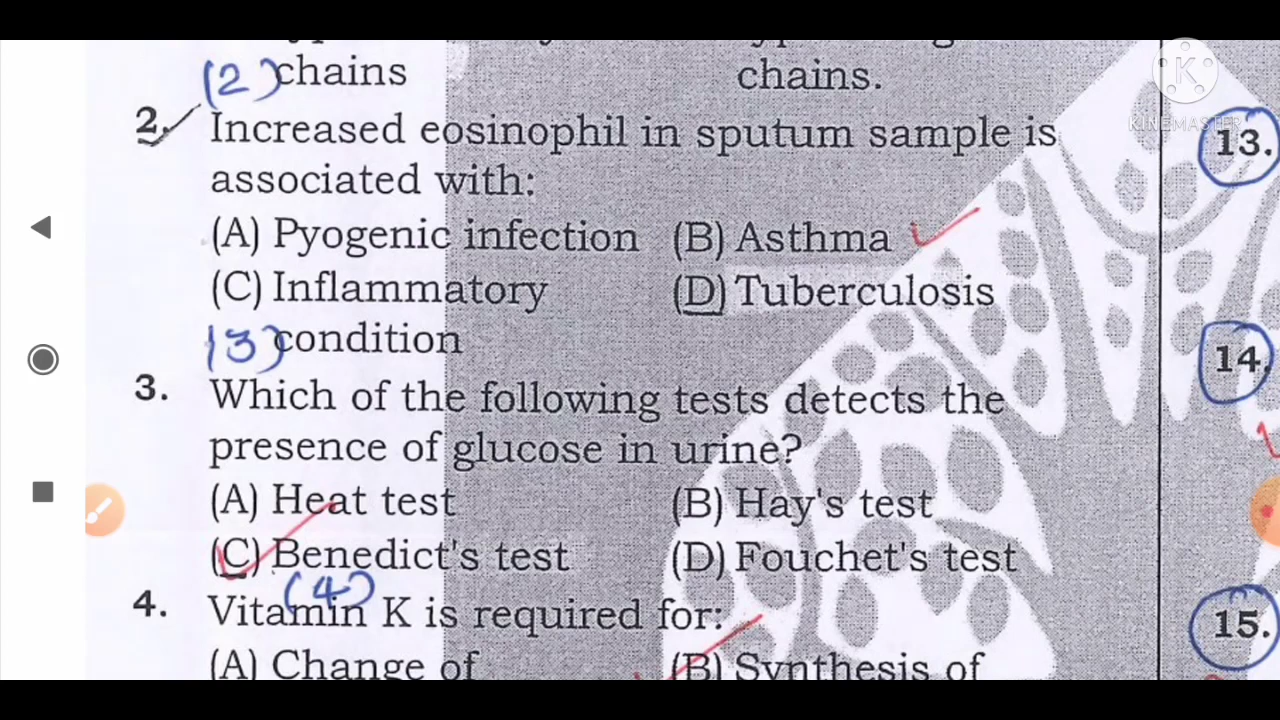 (2) chains
chains.
KINEMASTER
2. Increased eosinophil in sputum sample is
associated with:
(A) Pyogenic infection (B) Asthma
(C) Inflammatory (D) Tuberculosis
(3) condition
3. Which of the following tests detects the
presence of glucose in urine?
(A) Heat test (B) Hay's test
(C) Benedict's test (D) Fouchet's test
(4)
4. Vitamin K is required for:
(A) Change of (B) Synthesis of
13.
14.
15.